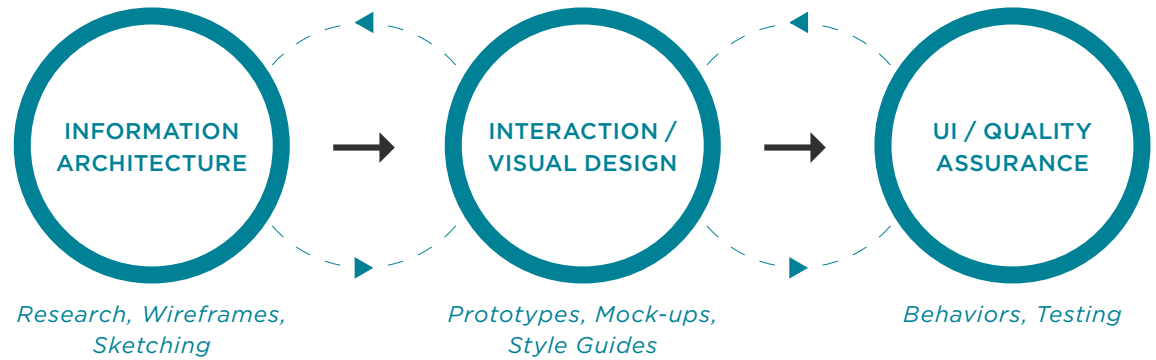 INFORMATION
ARCHITECTURE
INTERACTION /
VISUAL DESIGN
UI / QUALITY
ASSURANCE
Research, Wireframes,
Sketching
Prototypes, Mock-ups,
Style Guides
Behaviors, Testing